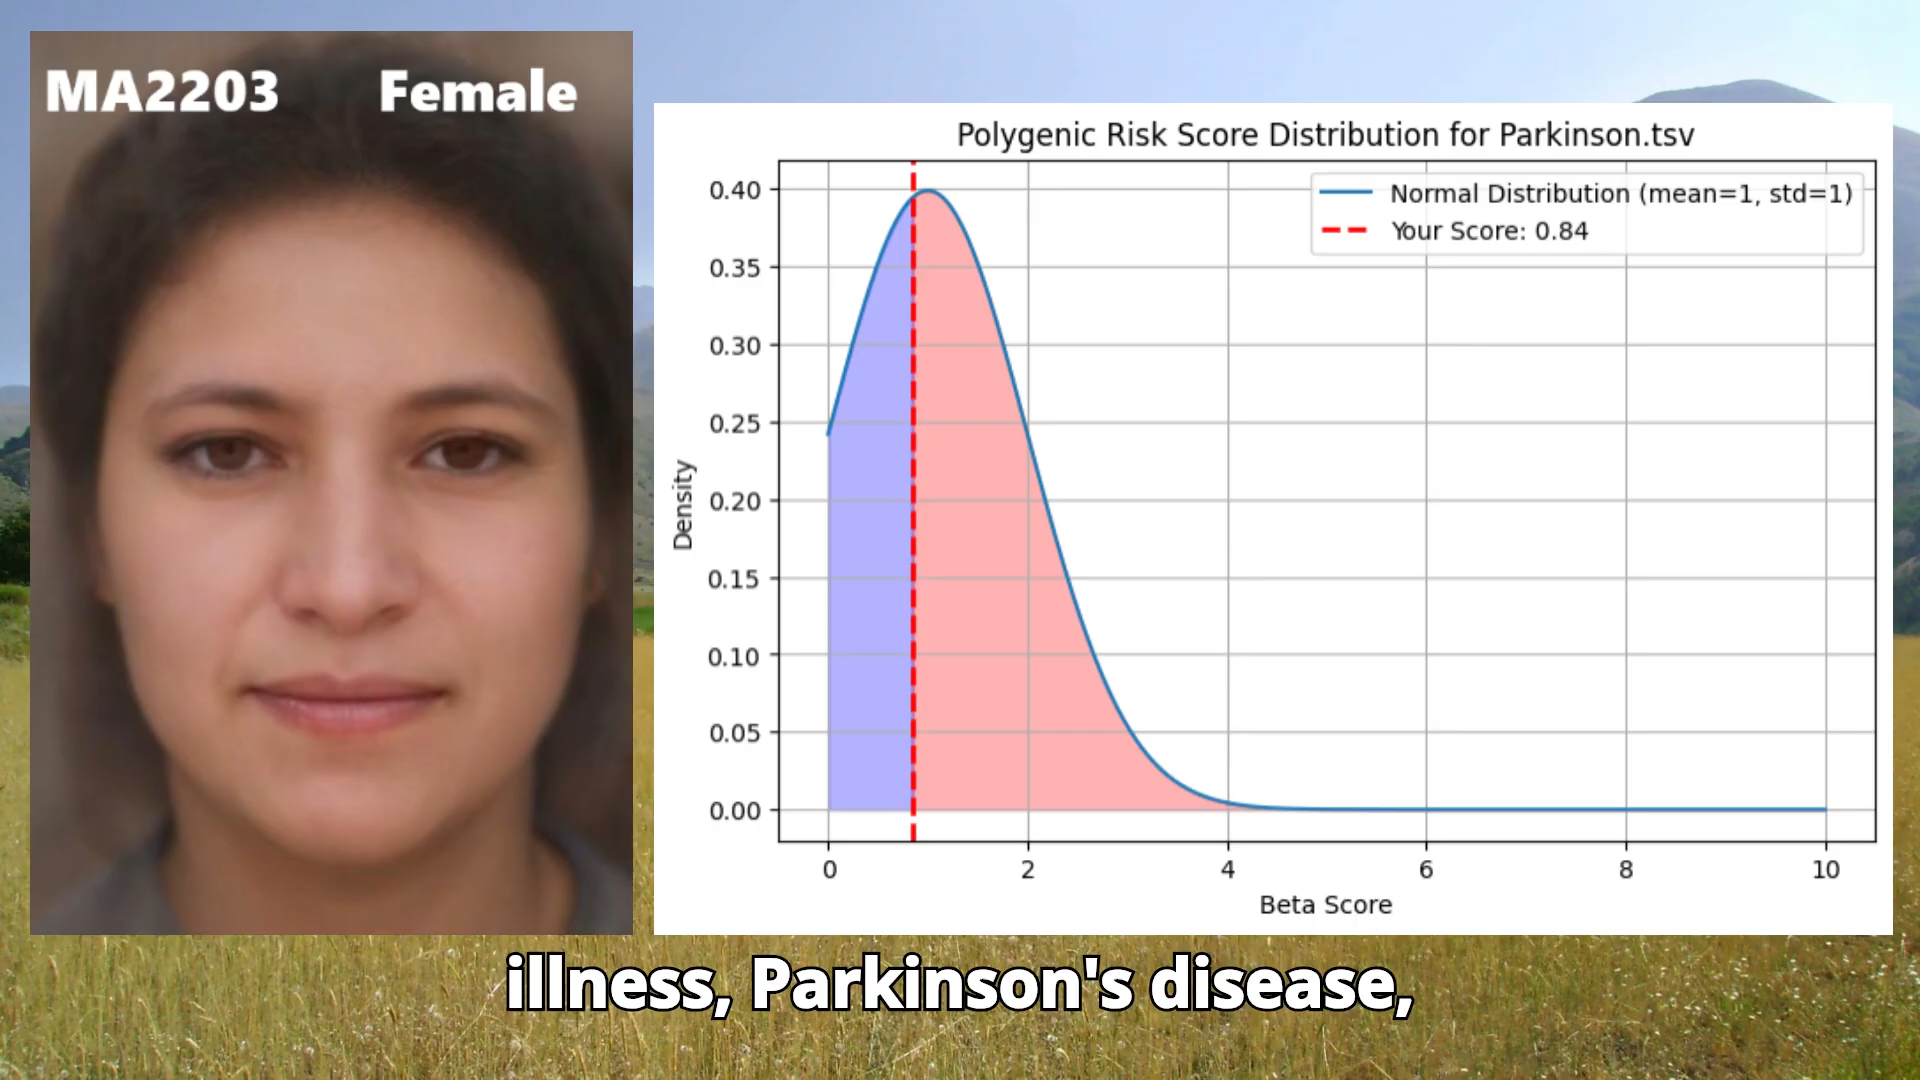 MA2203 Female
Polygenic Risk Score Distribution for Parkinson.tsv
Normal Distribution (mean=1, std=1)
Your Score: 0.84
0.40
0.35
0.30
0.25
0.20
0.15
0.10
0.05
0.00
Density
0 2 4 6 8 10
Beta Score
illness, Parkinson's disease,